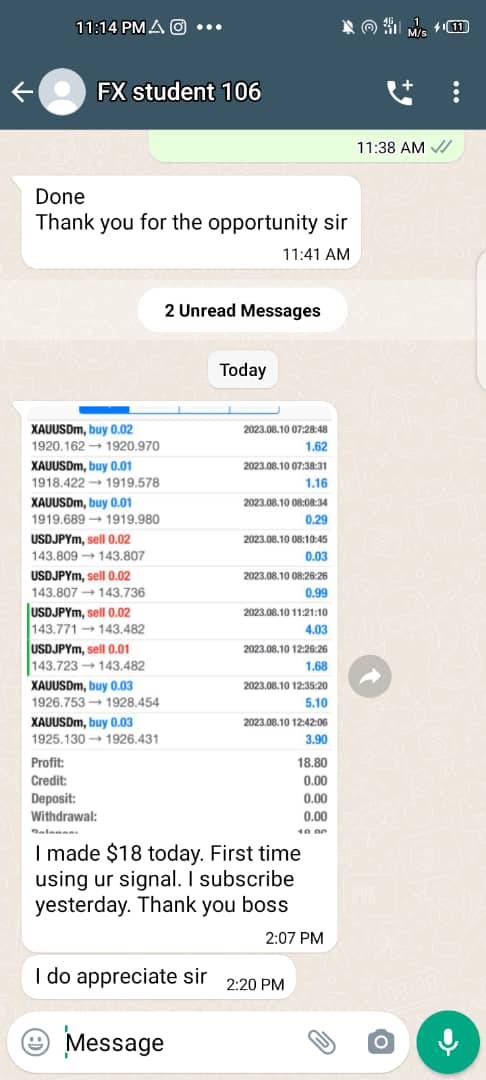 11:14 PM
4G 1 M/s 11
FX student 106
11:38 AM
Done
Thank you for the opportunity sir
11:41 AM
2 Unread Messages
Today
XAUUSDm, buy 0.02 2023.08.10 07:28:48
1920.162 → 1920.970 1.62
XAUUSDm, buy 0.01 2023.08.10 07:38:31
1918.422 → 1919.578 1.16
XAUUSDm, buy 0.01 2023.08.10 08:08:34
1919.689 → 1919.980 0.29
USDJPYm, sell 0.02 2023.08.10 08:10:45
143.809 → 143.807 0.03
USDJPYm, sell 0.02 2023.08.10 08:26:26
143.807 → 143.736 0.99
USDJPYm, sell 0.02 2023.08.10 11:21:10
143.771 → 143.482 4.03
USDJPYm, sell 0.01 2023.08.10 12:26:26
143.723 → 143.482 1.68
XAUUSDm, buy 0.03 2023.08.10 12:35:20
1926.753 → 1928.454 5.10
XAUUSDm, buy 0.03 2023.08.10 12:42:06
1925.130 → 1926.431 3.90
Profit: 18.80
Credit: 0.00
Deposit: 0.00
Withdrawal: 0.00
I made $18 today. First time
using ur signal. I subscribe
yesterday. Thank you boss
2:07 PM
I do appreciate sir 2:20 PM
Message